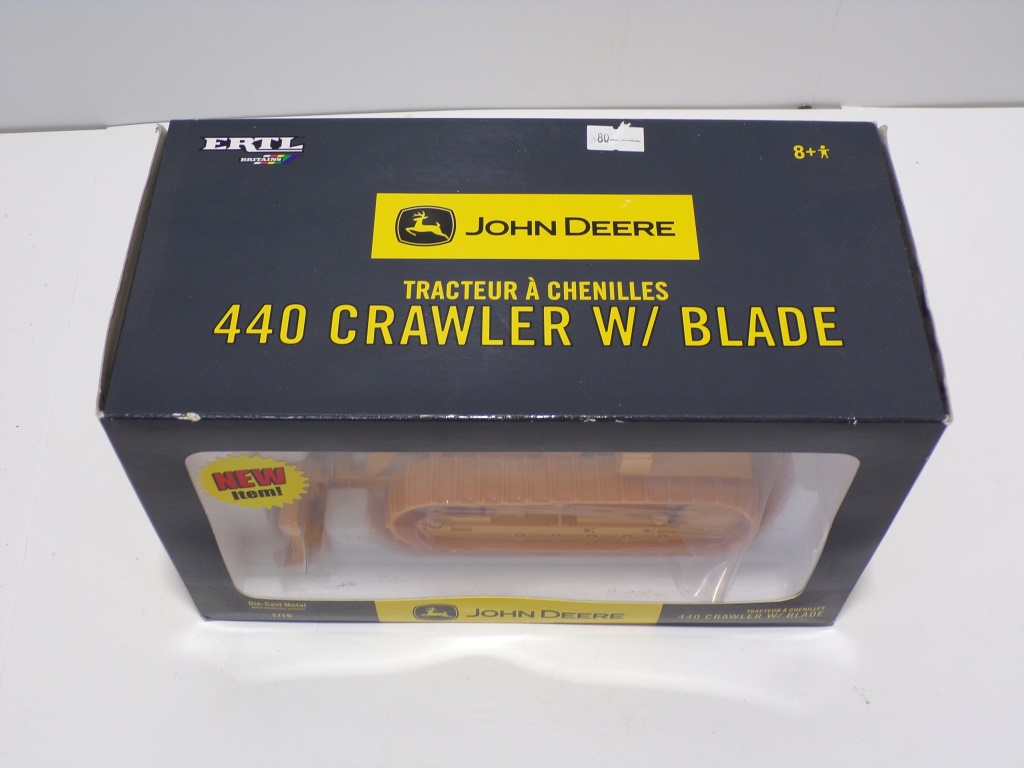 ERTL
BRITAINS
80
8+
JOHN DEERE
TRACTEUR À CHENILLES
440 CRAWLER W/ BLADE
NEW
Item!
Die-Cast Metal
1/16
JOHN DEERE
TRACTEUR À CHENILLES
440 CRAWLER W/ BLADE